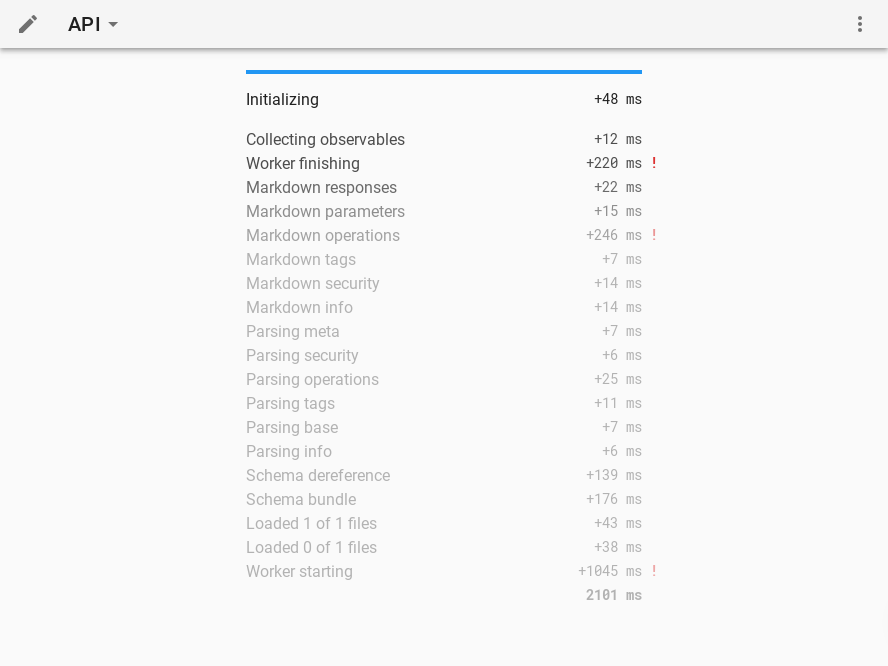 API
Initializing +48 ms
Collecting observables +12 ms
Worker finishing +220 ms !
Markdown responses +22 ms
Markdown parameters +15 ms
Markdown operations +246 ms !
Markdown tags +7 ms
Markdown security +14 ms
Markdown info +14 ms
Parsing meta +7 ms
Parsing security +6 ms
Parsing operations +25 ms
Parsing tags +11 ms
Parsing base +7 ms
Parsing info +6 ms
Schema dereference +139 ms
Schema bundle +176 ms
Loaded 1 of 1 files +43 ms
Loaded 0 of 1 files +38 ms
Worker starting +1045 ms !
2101 ms